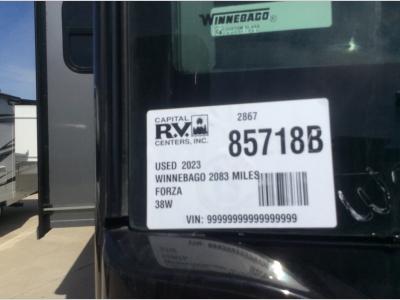 WINNEBAGO
CAPITAL
R.V.
CENTERS, INC.
2867
85718B
USED 2023
WINNEBAGO 2083 MILES
FORZA
38W
VIN: 99999999999999999